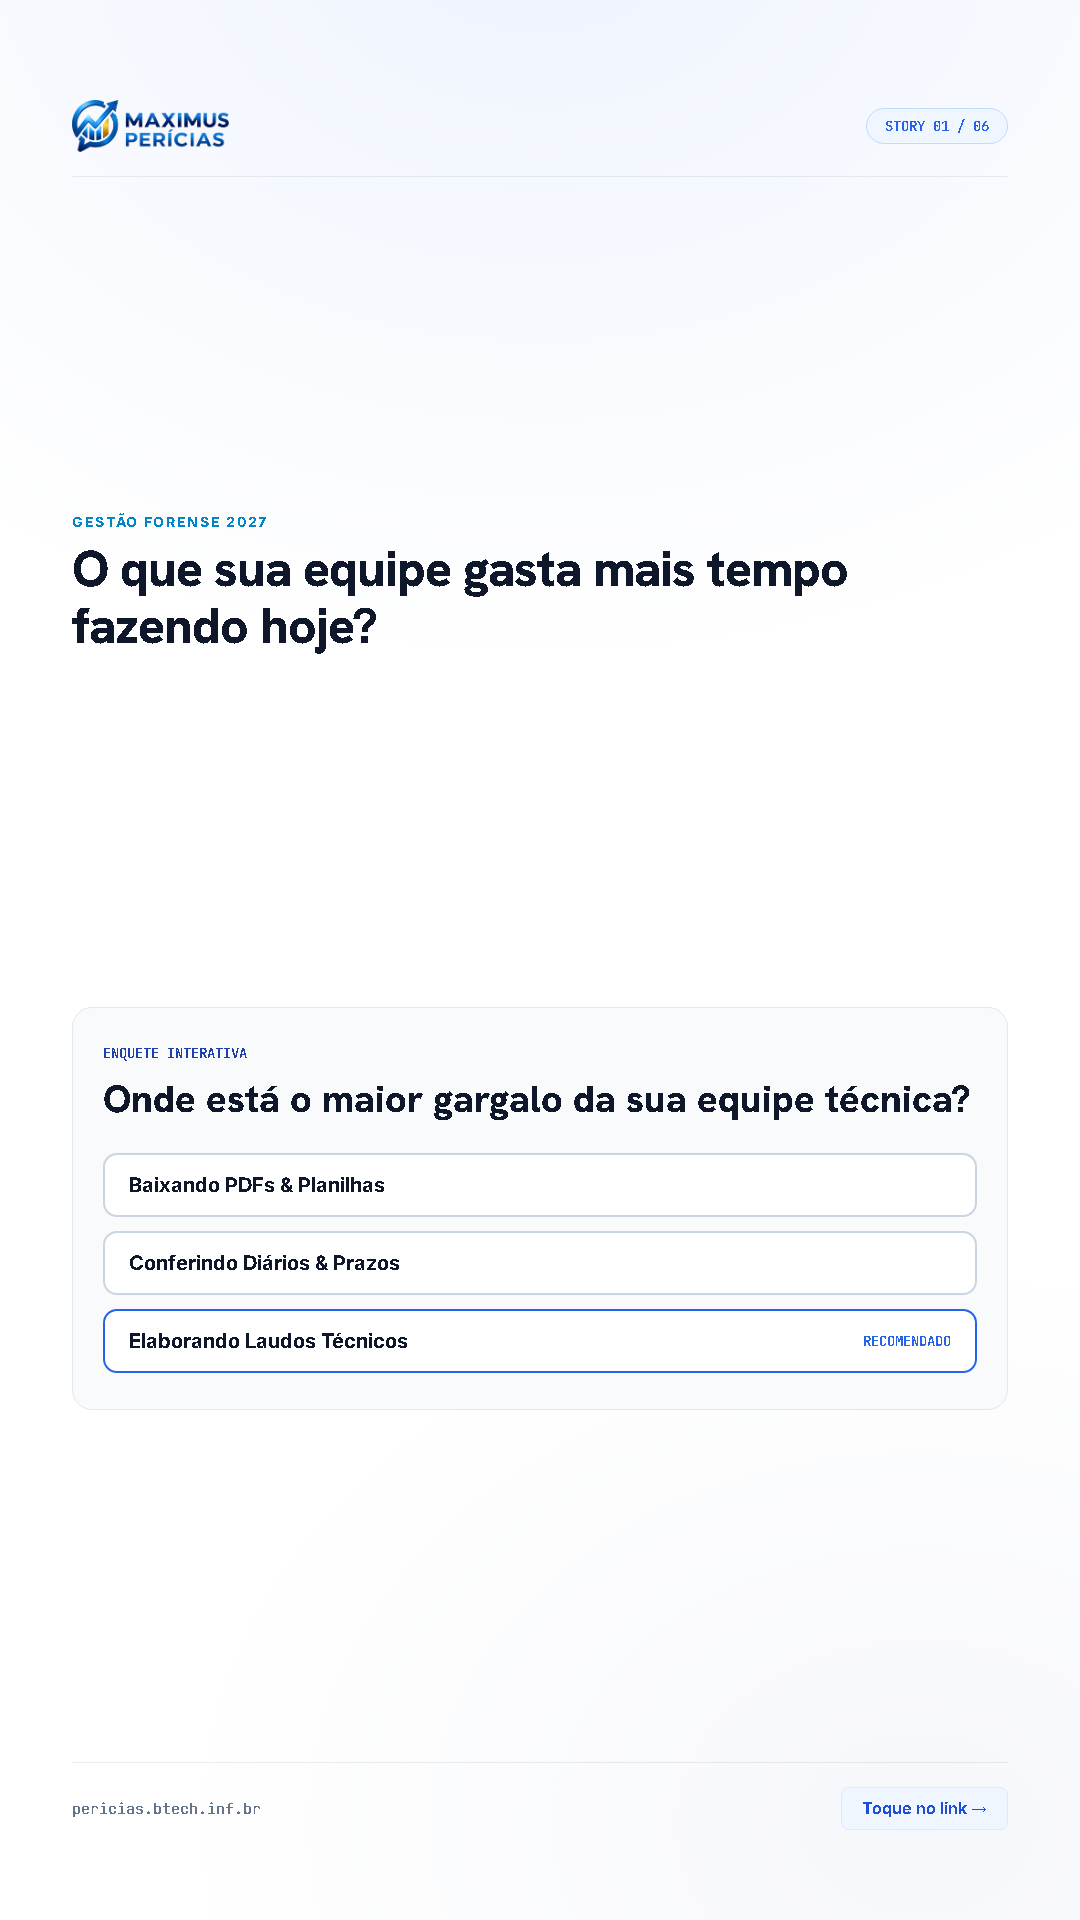 MAXIMUS
PERÍCIAS
STORY 01 / 06
GESTÃO FORENSE 2027
O que sua equipe gasta mais tempo
fazendo hoje?
ENQUETE INTERATIVA
Onde está o maior gargalo da sua equipe técnica?
Baixando PDFs & Planilhas
Conferindo Diários & Prazos
Elaborando Laudos Técnicos
RECOMENDADO
pericias.btech.inf.br
Toque no link →